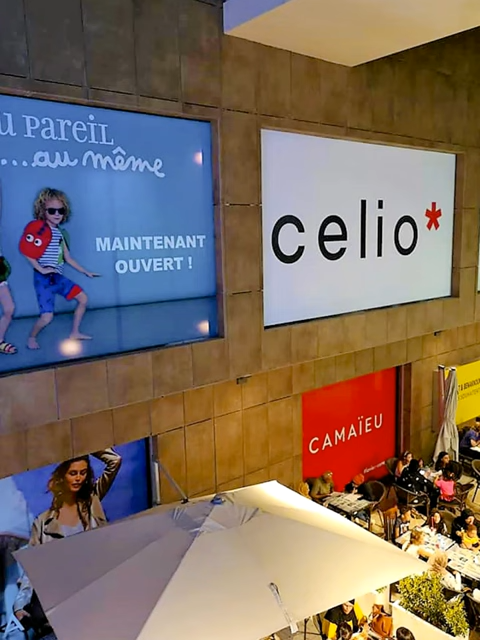 u PareiL
...au même
MAINTENANT
OUVERT !
celio*
CAMAÏEU